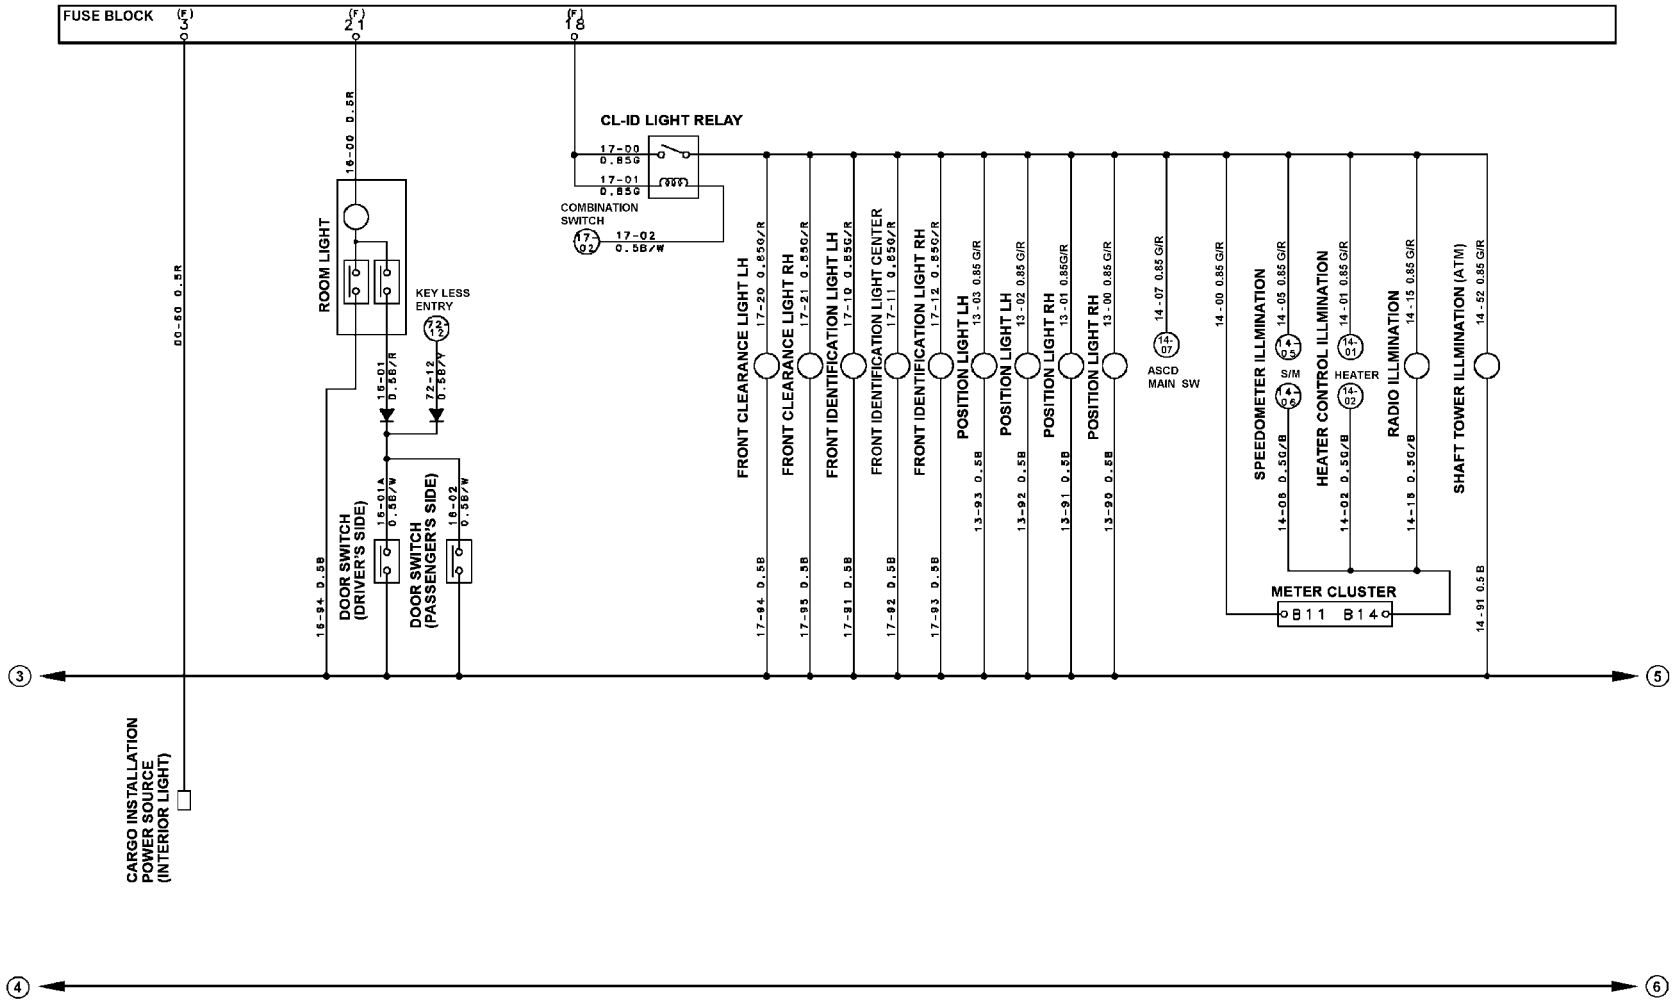 FUSE BLOCK
(F)
3
(F)
21
(F)
18
CL-ID LIGHT RELAY
17-00
0.85G
17-01
0.85G
COMBINATION
SWITCH
17-
02
17-02
0.5B/W
00-60 0.5R
16-00 0.5R
ROOM LIGHT
KEY LESS
ENTRY
72-
12
16-01
0.5B/R
72-12
0.5B/Y
16-01A
0.5B/W
16-02
0.5B/W
DOOR SWITCH
(DRIVER'S SIDE)
DOOR SWITCH
(PASSENGER'S SIDE)
16-94 0.5B
FRONT CLEARANCE LIGHT LH
17-20 0.85G/R
17-94 0.5B
FRONT CLEARANCE LIGHT RH
17-21 0.85G/R
17-95 0.5B
FRONT IDENTIFICATION LIGHT LH
17-10 0.85G/R
17-91 0.5B
FRONT IDENTIFICATION LIGHT CENTER
17-11 0.85G/R
17-92 0.5B
FRONT IDENTIFICATION LIGHT RH
17-12 0.85G/R
17-93 0.5B
POSITION LIGHT LH
13-03 0.85 G/R
13-93 0.5B
POSITION LIGHT LH
13-02 0.85 G/R
13-92 0.5B
POSITION LIGHT RH
13-01 0.85G/R
13-91 0.5B
POSITION LIGHT RH
13-00 0.85 G/R
13-90 0.5B
14-07 0.85 G/R
14-
07
ASCD
MAIN SW
14-00 0.85 G/R
SPEEDOMETER ILLMINATION
14-05 0.85 G/R
14-
05
S/M
14-
06
14-06 0.5G/B
HEATER CONTROL ILLMINATION
14-01 0.85 G/R
14-
01
HEATER
14-
02
14-02 0.5G/B
RADIO ILLMINATION
14-15 0.85 G/R
14-16 0.5G/B
SHAFT TOWER ILLMINATION (ATM)
14-52 0.85 G/R
14-91 0.5 B
METER CLUSTER
B11 B14
3
5
CARGO INSTALLATION
POWER SOURCE
(INTERIOR LIGHT)
4
6